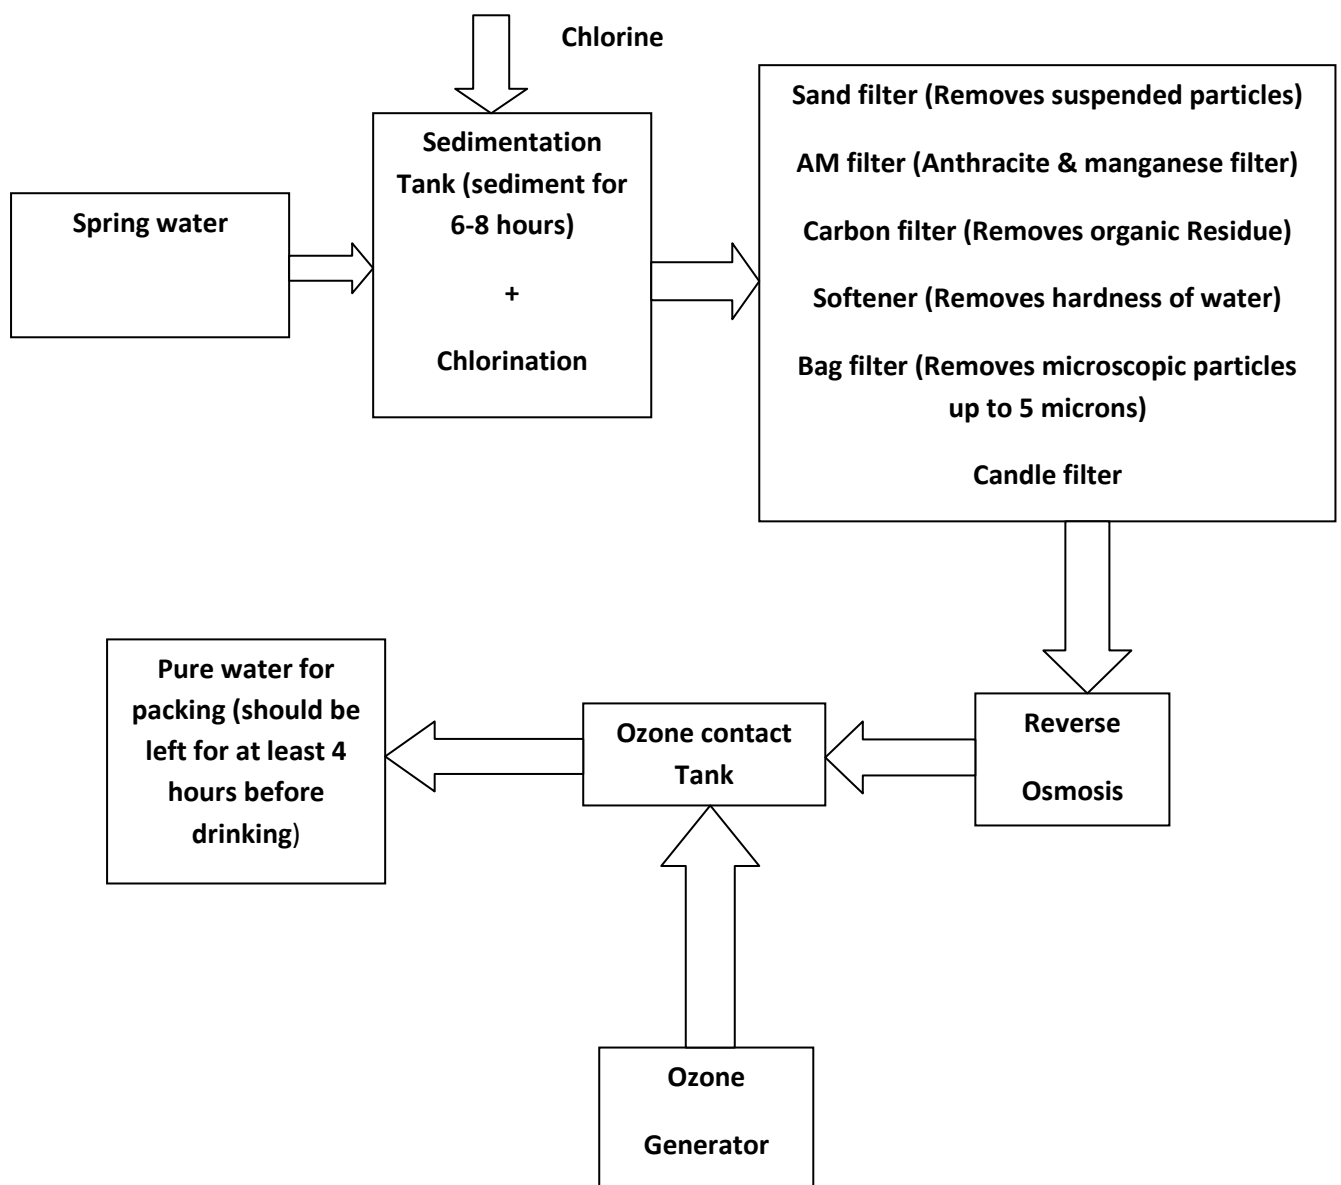 Chlorine
Spring water
Sedimentation
Tank (sediment for
6-8 hours)
+
Chlorination
Sand filter (Removes suspended particles)
AM filter (Anthracite & manganese filter)
Carbon filter (Removes organic Residue)
Softener (Removes hardness of water)
Bag filter (Removes microscopic particles
up to 5 microns)
Candle filter
Reverse
Osmosis
Ozone contact
Tank
Pure water for
packing (should be
left for at least 4
hours before
drinking)
Ozone
Generator